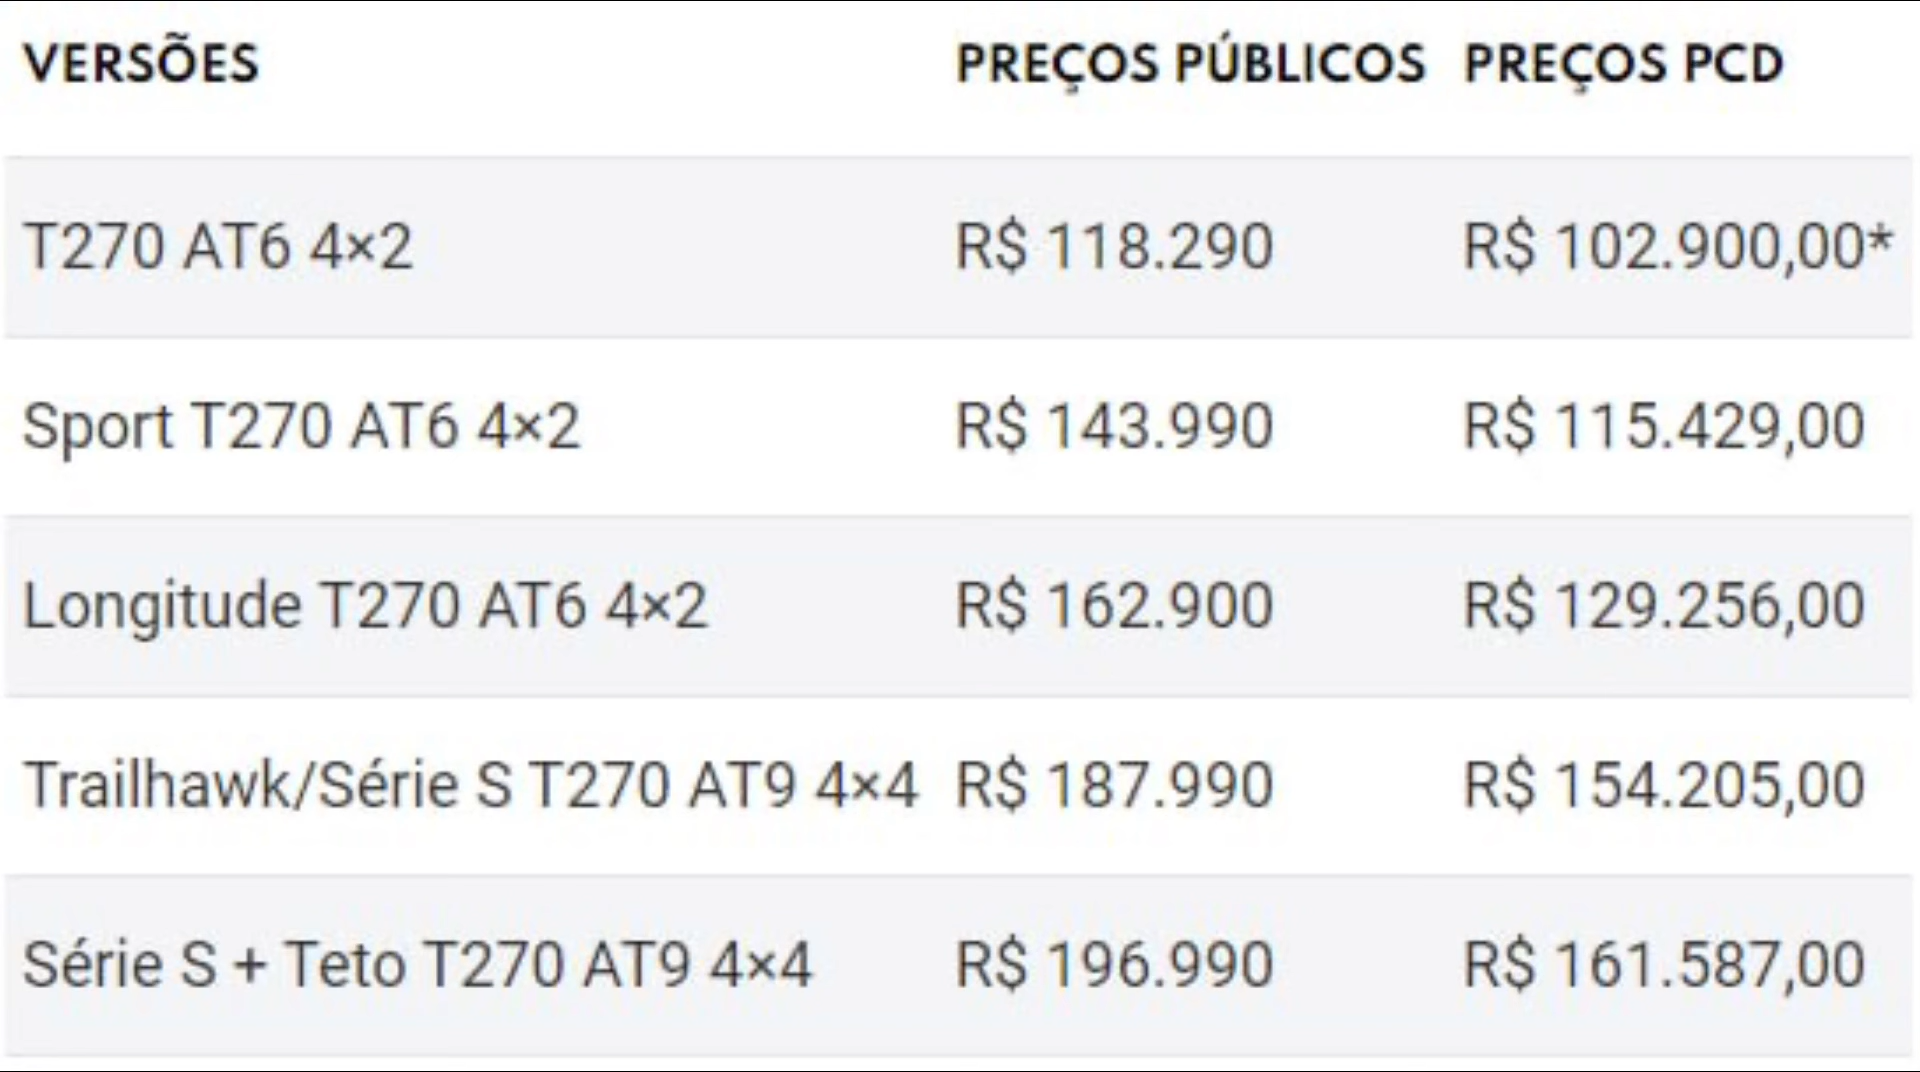 VERSÕES PREÇOS PÚBLICOS PREÇOS PCD
T270 AT6 4×2 R$ 118.290 R$ 102.900,00*
Sport T270 AT6 4×2 R$ 143.990 R$ 115.429,00
Longitude T270 AT6 4×2 R$ 162.900 R$ 129.256,00
Trailhawk/Série S T270 AT9 4×4 R$ 187.990 R$ 154.205,00
Série S + Teto T270 AT9 4×4 R$ 196.990 R$ 161.587,00